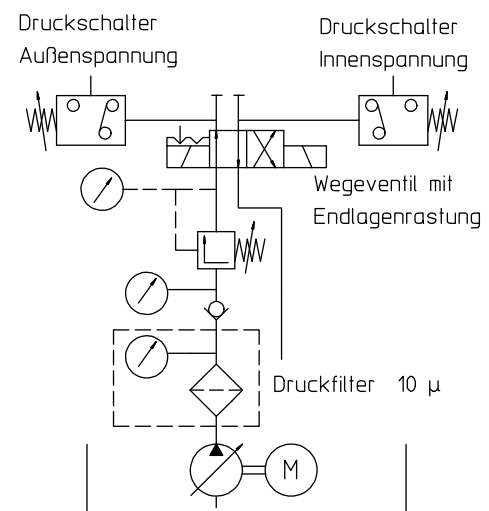 Druckschalter
Außenspannung
Druckschalter
Innenspannung
Wegeventil mit
Endlagenrastung
Druckfilter 10 µ
M